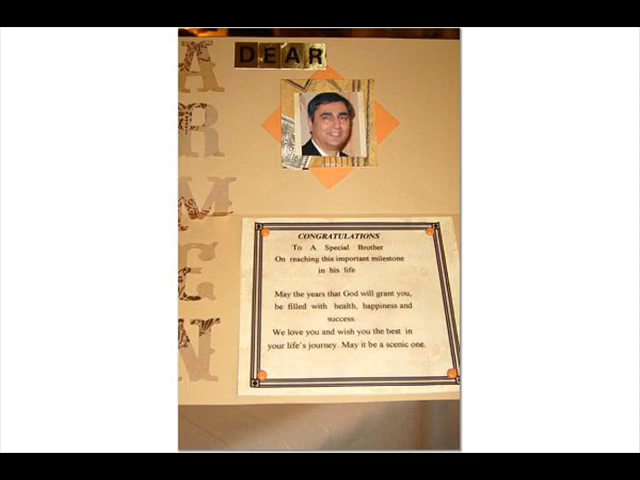 DEAR
ARMEN
CONGRATULATIONS
To A Special Brother
On reaching this important milestone
in his life
May the years that God will grant you,
be filled with health, happiness and
success.
We love you and wish you the best in
your life's journey. May it be a scenic one.